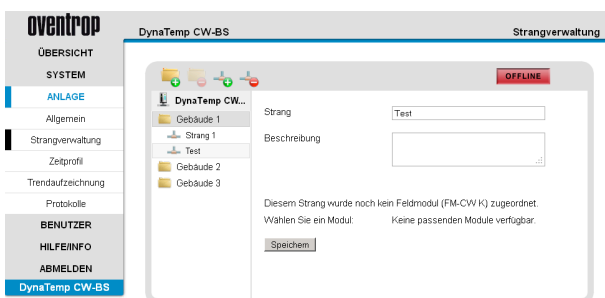 oventrop
DynaTemp CW-BS
Strangverwaltung
ÜBERSICHT
SYSTEM
ANLAGE
Allgemein
Strangverwaltung
Zeitprofil
Trendaufzeichnung
Protokolle
BENUTZER
HILFE/INFO
ABMELDEN
DynaTemp CW-BS
OFFLINE
DynaTemp CW...
Gebäude 1
Strang 1
Test
Gebäude 2
Gebäude 3
Strang
Test
Beschreibung
Diesem Strang wurde noch kein Feldmodul (FM-CW K) zugeordnet.
Wählen Sie ein Modul: Keine passenden Module verfügbar.
Speichern